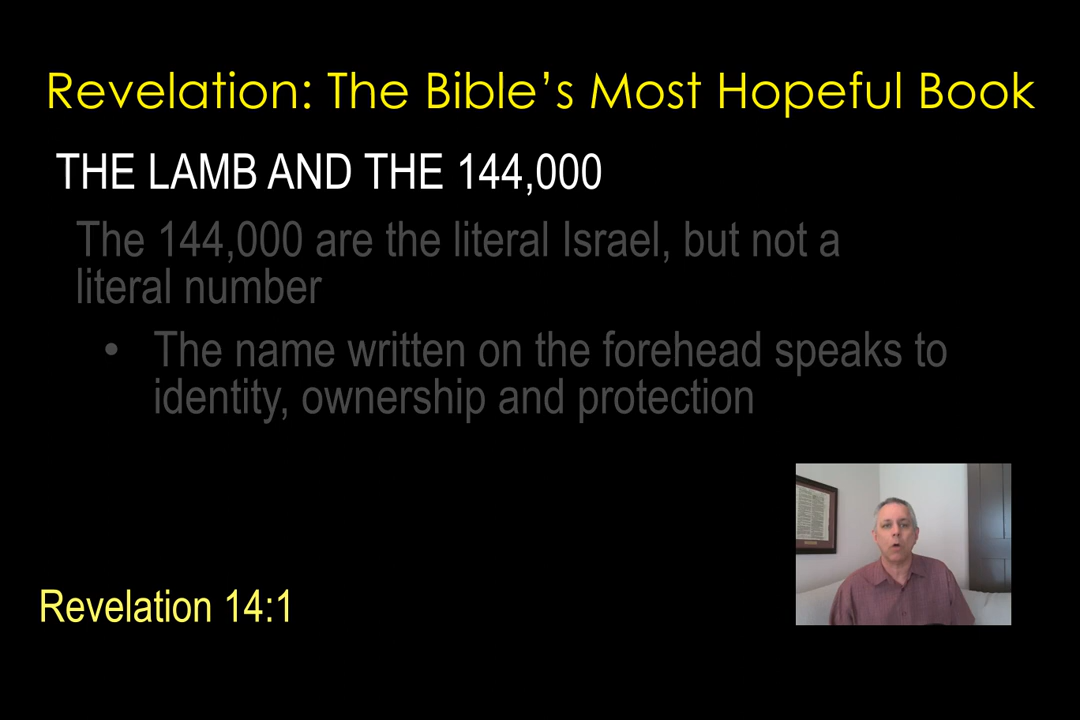 Revelation: The Bible’s Most Hopeful Book
THE LAMB AND THE 144,000
The 144,000 are the literal Israel, but not a
literal number
• The name written on the forehead speaks to
identity, ownership and protection
Revelation 14:1